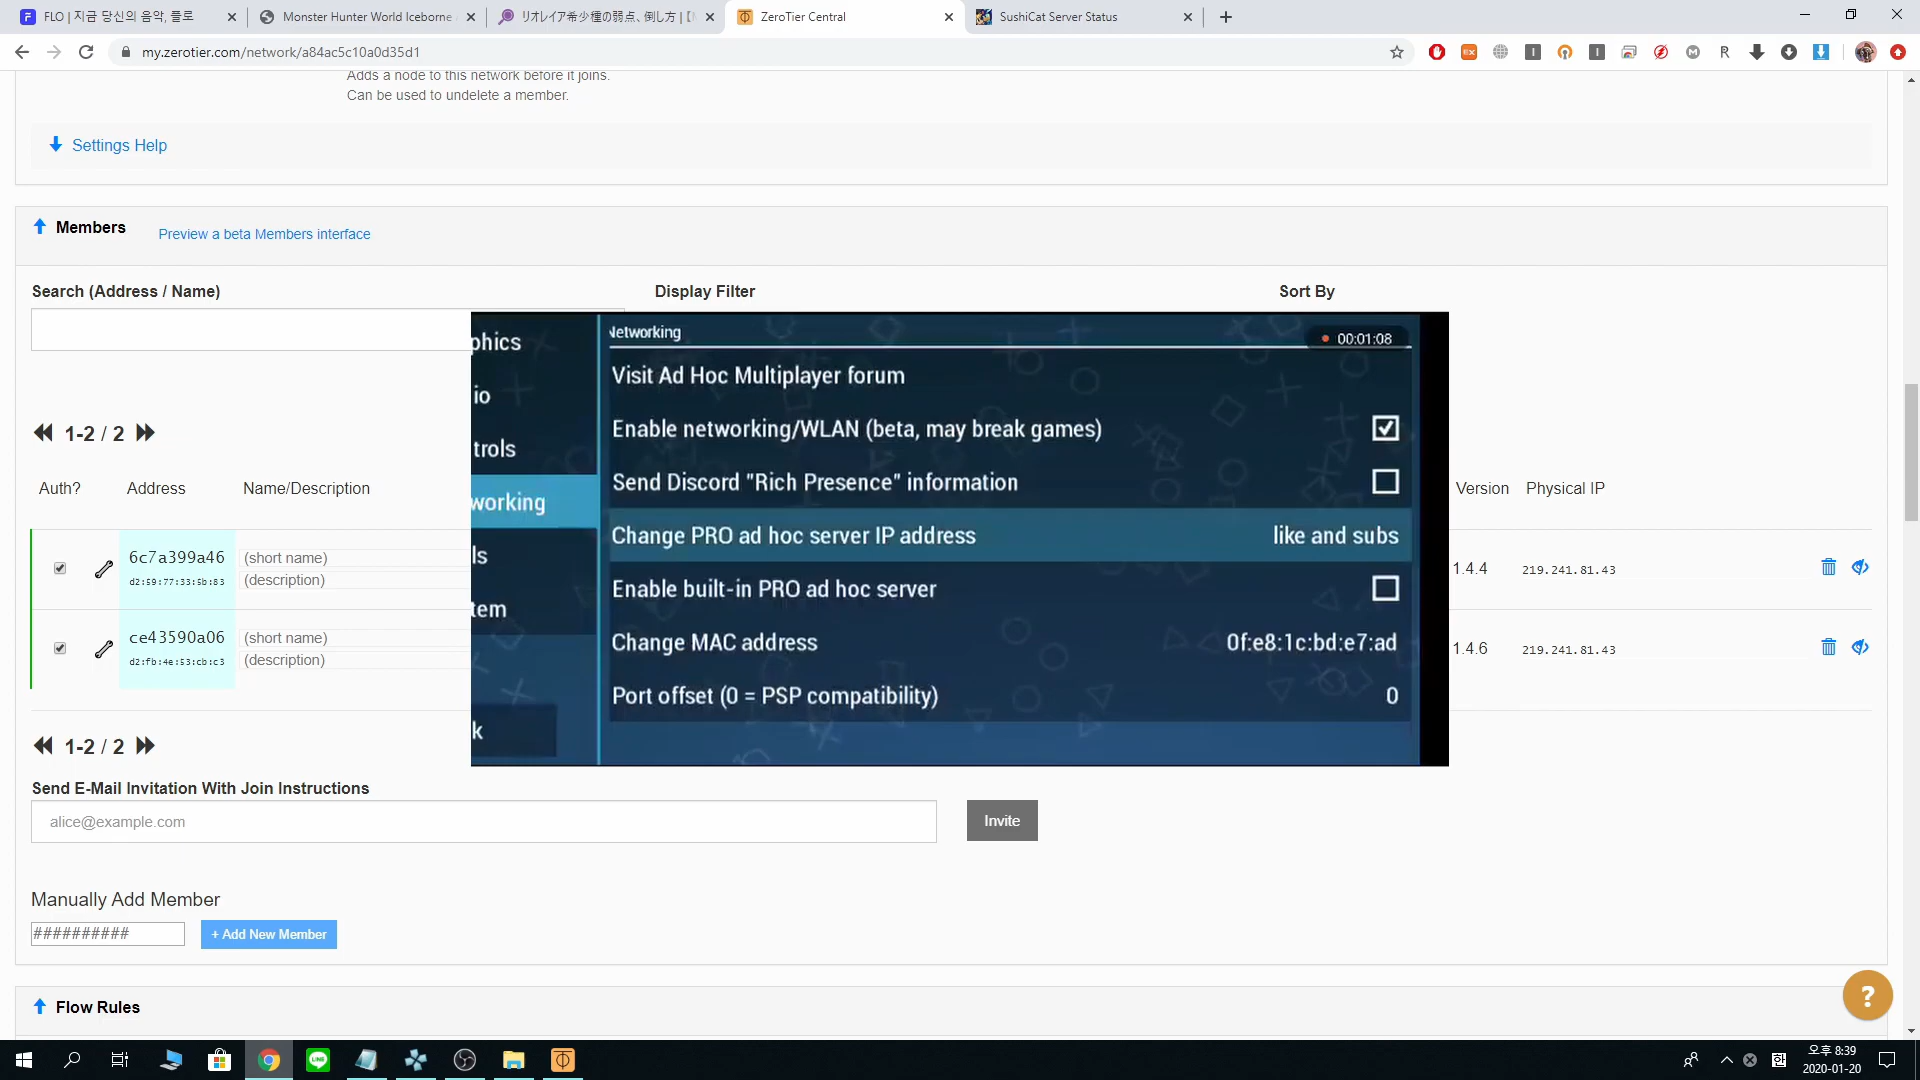 FLO | 지금 당신의 음악, 플로
Monster Hunter World Iceborne
リオレイア希少種の弱点、倒し方 | 【
ZeroTier Central
SushiCat Server Status
my.zerotier.com/network/a84ac5c10a0d35d1
Adds a node to this network before it joins.
Can be used to undelete a member.
Settings Help
Members
Preview a beta Members interface
Search (Address / Name)
Display Filter
Sort By
1-2 / 2
Auth?
Address
Name/Description
Version
Physical IP
6c7a399a46
d2:59:77:33:5b:83
(short name)
(description)
1.4.4
219.241.81.43
ce43590a06
d2:fb:4e:53:cb:c3
(short name)
(description)
1.4.6
219.241.81.43
phics
io
trols
working
ls
tem
k
Networking
00:01:08
Visit Ad Hoc Multiplayer forum
Enable networking/WLAN (beta, may break games)
Send Discord "Rich Presence" information
Change PRO ad hoc server IP address
like and subs
Enable built-in PRO ad hoc server
Change MAC address
0f:e8:1c:bd:e7:ad
Port offset (0 = PSP compatibility)
0
1-2 / 2
Send E-Mail Invitation With Join Instructions
alice@example.com
Invite
Manually Add Member
##########
+ Add New Member
Flow Rules
?
LINE
한
오후 8:39
2020-01-20